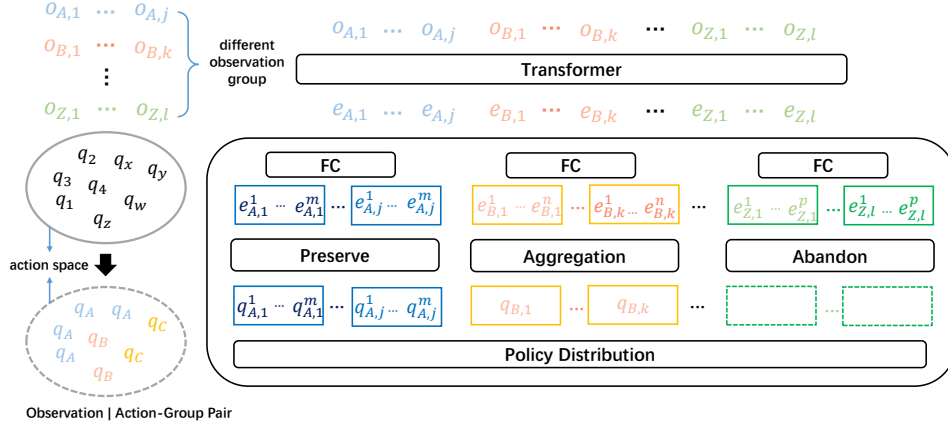 o_{A,1} ... o_{A,j}
o_{B,1} ... o_{B,k}
⋮
o_{Z,1} ... o_{Z,l}
different
observation
group
o_{A,1} ... o_{A,j} o_{B,1} ... o_{B,k} ... o_{Z,1} ... o_{Z,l}
Transformer
e_{A,1} ... e_{A,j} e_{B,1} ... e_{B,k} ... e_{Z,1} ... e_{Z,l}
q_2 q_x q_y
q_3 q_4
q_1 q_w
q_z
action space
q_A q_A q_C
q_A q_B
q_A q_C
q_B
Observation | Action-Group Pair
FC FC FC
e^1_{A,1} ... e^m_{A,1} ... e^1_{A,j} ... e^m_{A,j} e^1_{B,1} ... e^n_{B,1} ... e^1_{B,k} ... e^n_{B,k} ... e^1_{Z,1} ... e^p_{Z,1} ... e^1_{Z,l} ... e^p_{Z,l}
Preserve Aggregation Abandon
q^1_{A,1} ... q^m_{A,1} ... q^1_{A,j} ... q^m_{A,j} q_{B,1} ... q_{B,k} ... ...
Policy Distribution